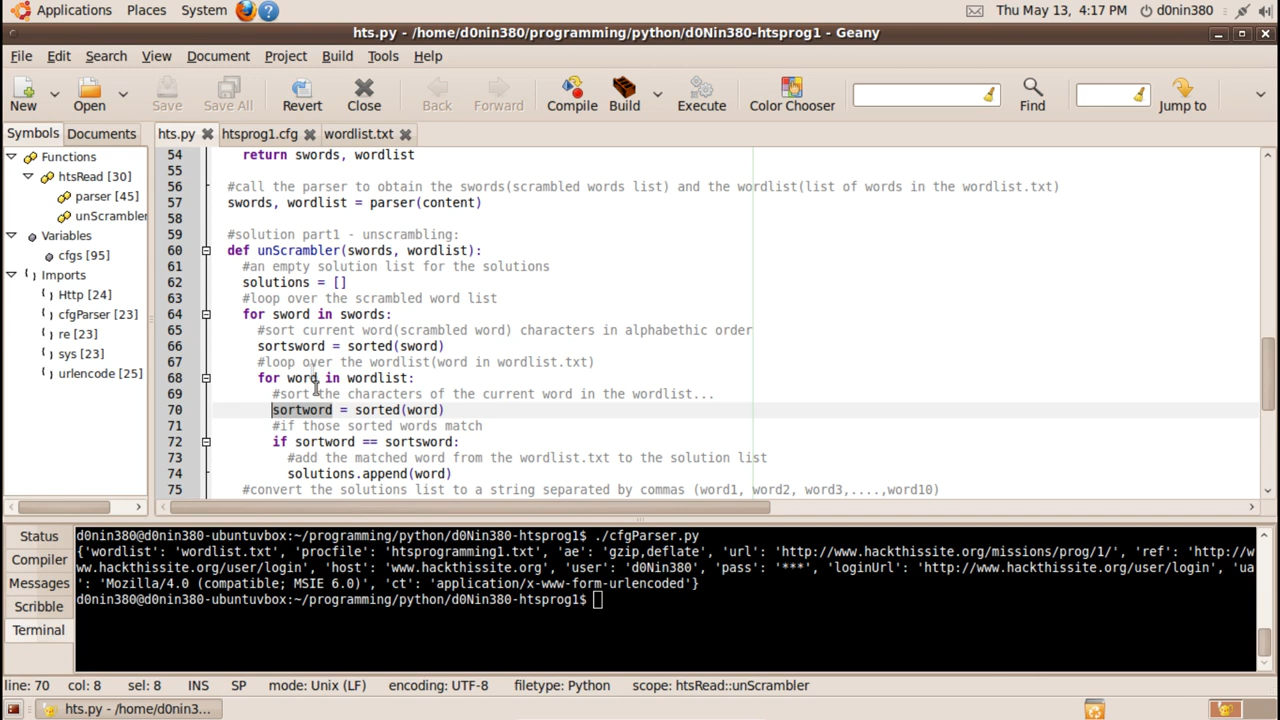 Applications Places System Thu May 13, 4:17 PM d0nin380
hts.py - /home/d0nin380/programming/python/d0Nin380-htsprog1 - Geany
File Edit Search View Document Project Build Tools Help
New Open Save Save All Revert Close Back Forward Compile Build Execute Color Chooser Find Jump to
Symbols Documents hts.py htsprog1.cfg wordlist.txt
Functions
htsRead [30]
parser [45]
unScrambler
Variables
cfgs [95]
Imports
Http [24]
cfgParser [23]
re [23]
sys [23]
urlencode [25]
54 return swords, wordlist
55
56 #call the parser to obtain the swords(scrambled words list) and the wordlist(list of words in the wordlist.txt)
57 swords, wordlist = parser(content)
58
59 #solution part1 - unscrambling:
60 def unScrambler(swords, wordlist):
61 #an empty solution list for the solutions
62 solutions = []
63 #loop over the scrambled word list
64 for sword in swords:
65 #sort current word(scrambled word) characters in alphabethic order
66 sortsword = sorted(sword)
67 #loop over the wordlist(word in wordlist.txt)
68 for word in wordlist:
69 #sort the characters of the current word in the wordlist...
70 sortword = sorted(word)
71 #if those sorted words match
72 if sortword == sortsword:
73 #add the matched word from the wordlist.txt to the solution list
74 solutions.append(word)
75 #convert the solutions list to a string separated by commas (word1, word2, word3,....,word10)
Status
Compiler
Messages
Scribble
Terminal
d0nin380@d0nin380-ubuntuvbox:~/programming/python/d0Nin380-htsprog1$ ./cfgParser.py
{'wordlist': 'wordlist.txt', 'procfile': 'htsprogramming1.txt', 'ae': 'gzip,deflate', 'url': 'http://www.hackthissite.org/missions/prog/1/', 'ref': 'http://w
ww.hackthissite.org/user/login', 'host': 'www.hackthissite.org', 'user': 'd0Nin380', 'pass': '***', 'loginUrl': 'http://www.hackthissite.org/user/login', 'ua
': 'Mozilla/4.0 (compatible; MSIE 6.0)', 'ct': 'application/x-www-form-urlencoded'}
d0nin380@d0nin380-ubuntuvbox:~/programming/python/d0Nin380-htsprog1$
line: 70 col: 8 sel: 8 INS SP mode: Unix (LF) encoding: UTF-8 filetype: Python scope: htsRead::unScrambler
hts.py - /home/d0nin3...